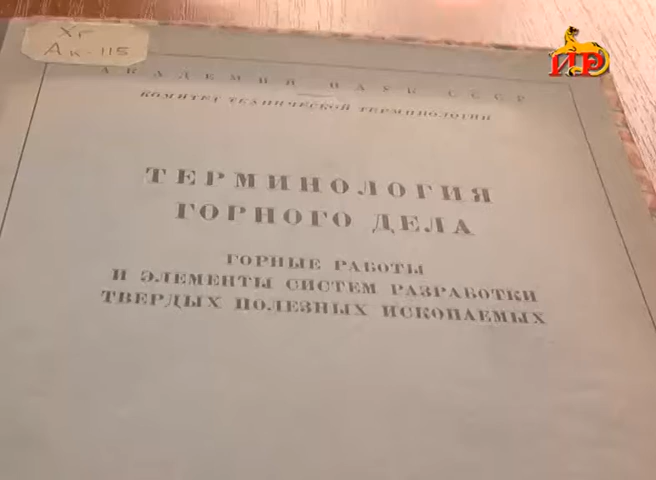 Хг
Ак-115
ИР
АКАДЕМИЯ НАУК СССР
КОМИТЕТ ТЕХНИЧЕСКОЙ ТЕРМИНОЛОГИИ
ТЕРМИНОЛОГИЯ
ГОРНОГО ДЕЛА
ГОРНЫЕ РАБОТЫ
И ЭЛЕМЕНТЫ СИСТЕМ РАЗРАБОТКИ
ТВЕРДЫХ ПОЛЕЗНЫХ ИСКОПАЕМЫХ